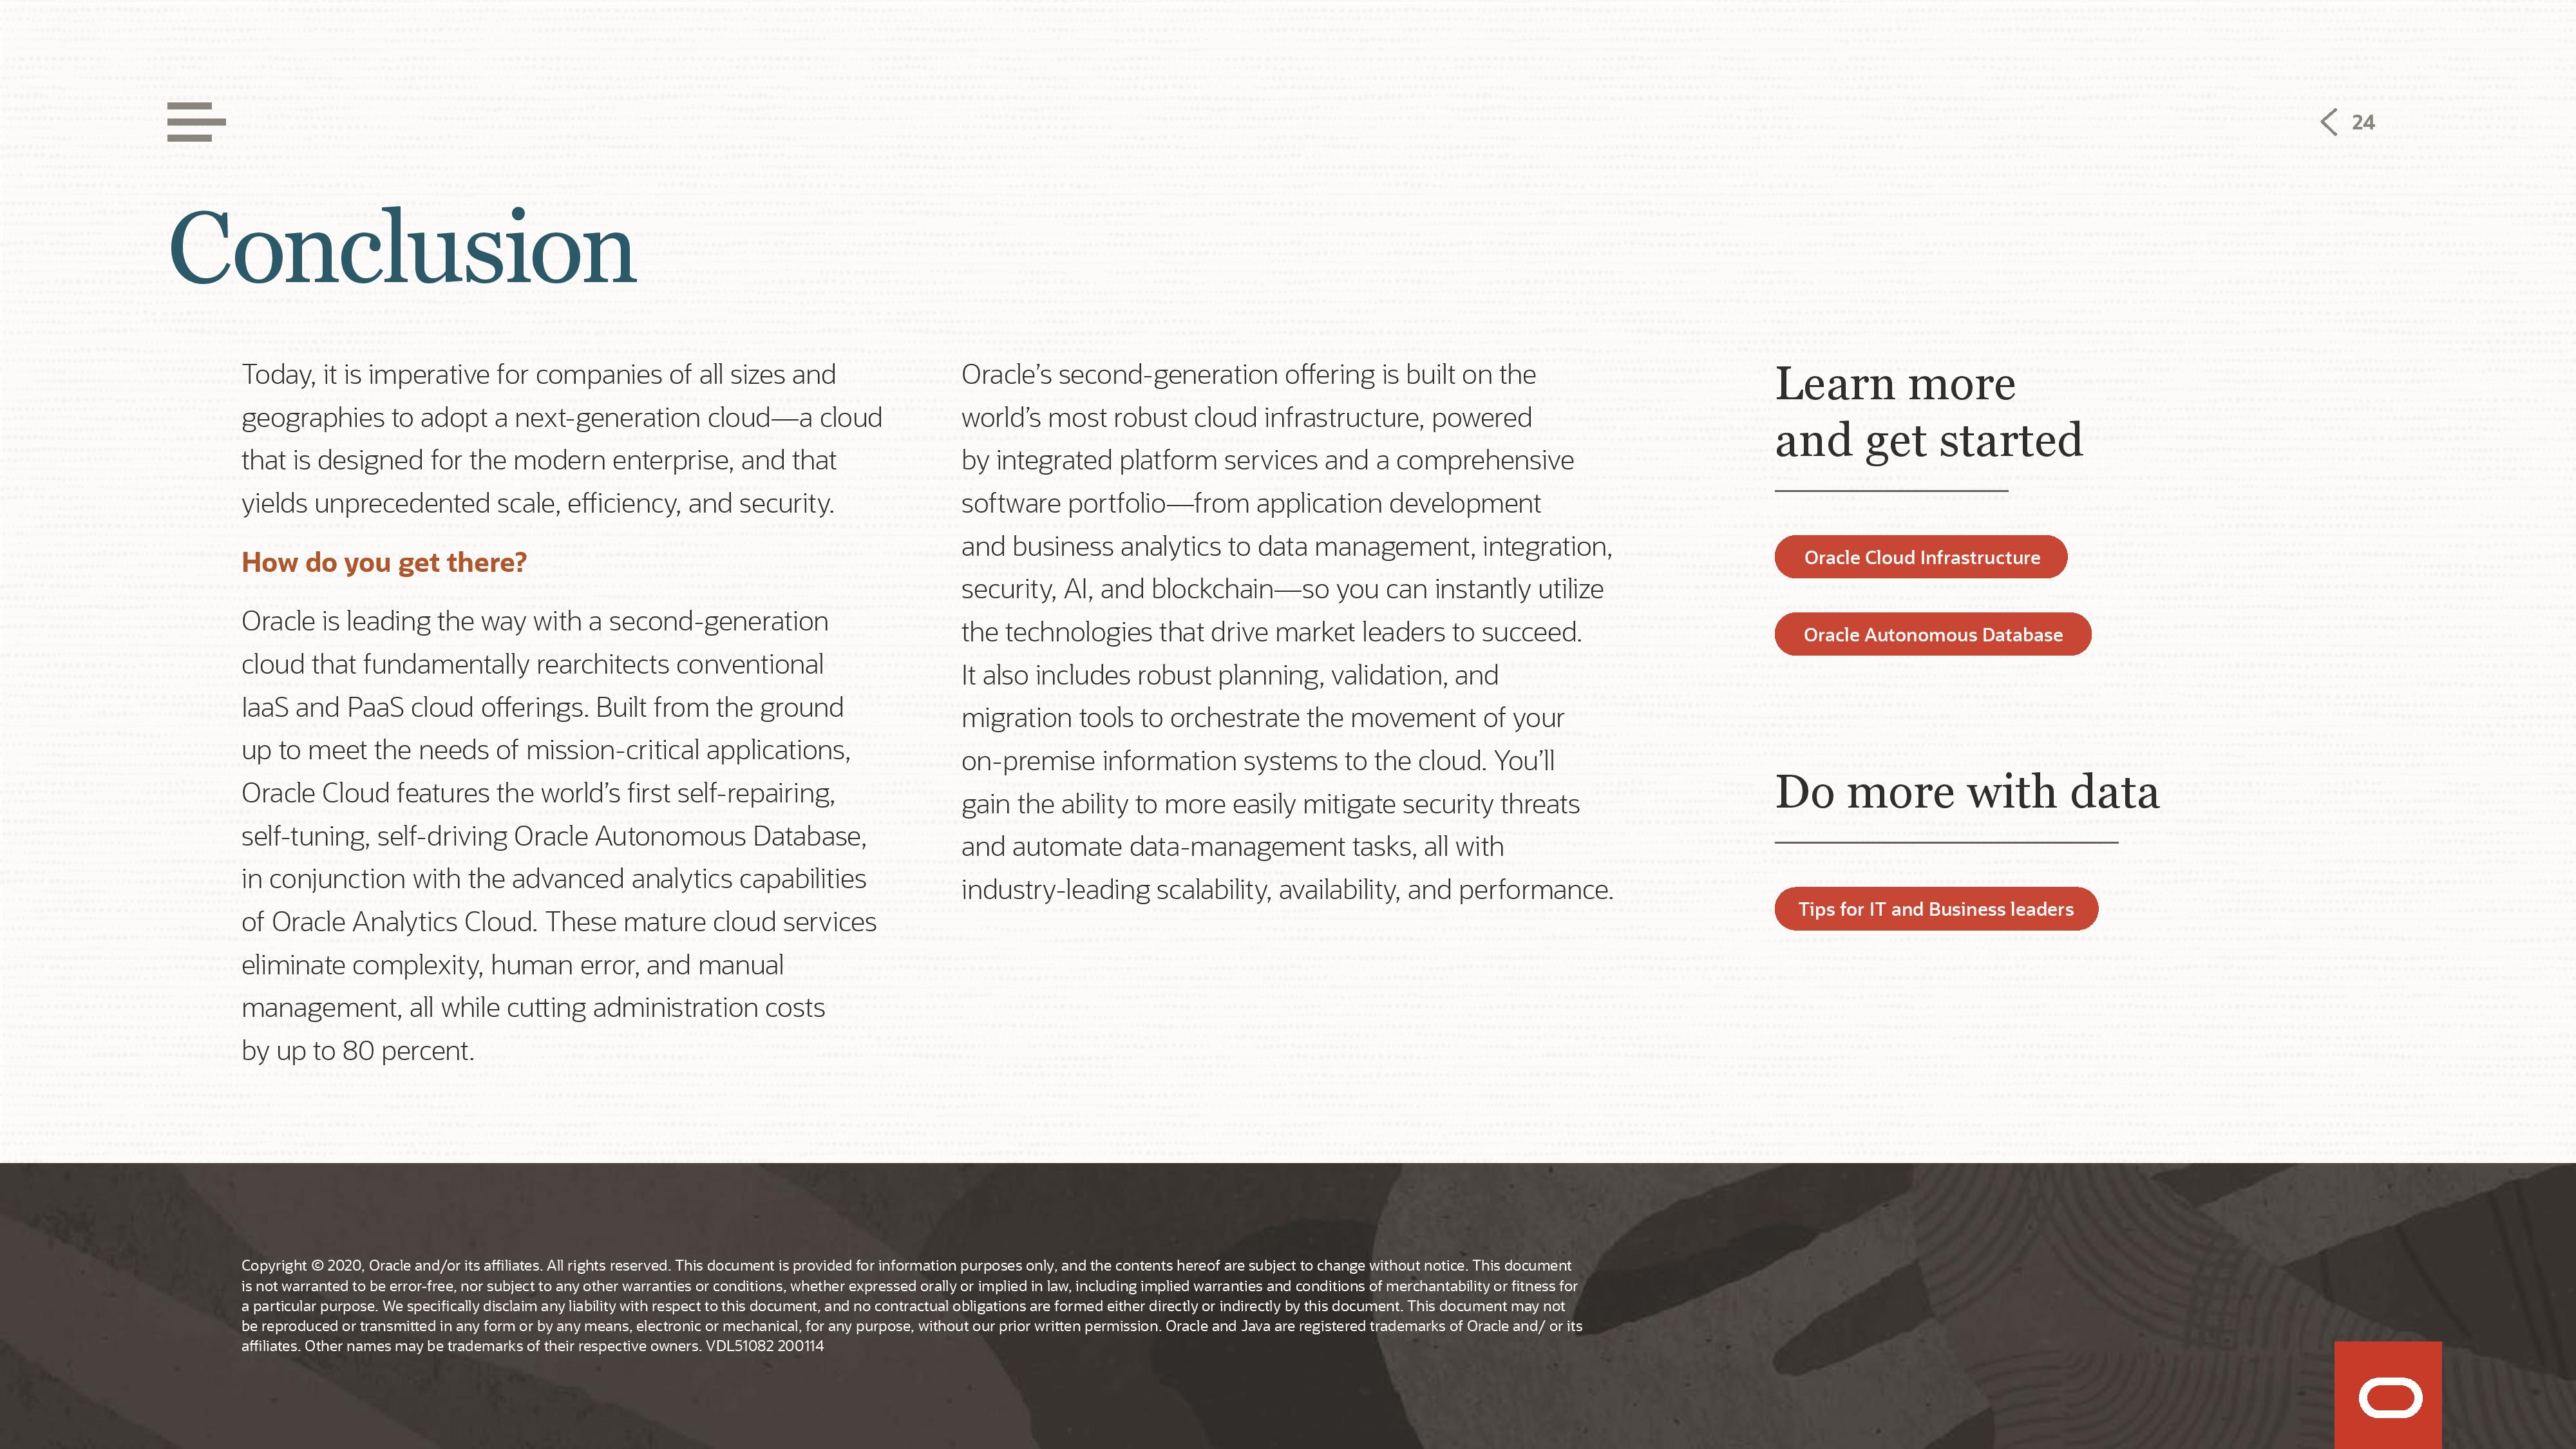 24
Conclusion
Today, it is imperative for companies of all sizes and
geographies to adopt a next-generation cloud—a cloud
that is designed for the modern enterprise, and that
yields unprecedented scale, efficiency, and security.
How do you get there?
Oracle is leading the way with a second-generation
cloud that fundamentally rearchitects conventional
IaaS and PaaS cloud offerings. Built from the ground
up to meet the needs of mission-critical applications,
Oracle Cloud features the world’s first self-repairing,
self-tuning, self-driving Oracle Autonomous Database,
in conjunction with the advanced analytics capabilities
of Oracle Analytics Cloud. These mature cloud services
eliminate complexity, human error, and manual
management, all while cutting administration costs
by up to 80 percent.
Oracle’s second-generation offering is built on the
world’s most robust cloud infrastructure, powered
by integrated platform services and a comprehensive
software portfolio—from application development
and business analytics to data management, integration,
security, AI, and blockchain—so you can instantly utilize
the technologies that drive market leaders to succeed.
It also includes robust planning, validation, and
migration tools to orchestrate the movement of your
on-premise information systems to the cloud. You’ll
gain the ability to more easily mitigate security threats
and automate data-management tasks, all with
industry-leading scalability, availability, and performance.
Learn more
and get started
Oracle Cloud Infrastructure
Oracle Autonomous Database
Do more with data
Tips for IT and Business leaders
Copyright © 2020, Oracle and/or its affiliates. All rights reserved. This document is provided for information purposes only, and the contents hereof are subject to change without notice. This document
is not warranted to be error-free, nor subject to any other warranties or conditions, whether expressed orally or implied in law, including implied warranties and conditions of merchantability or fitness for
a particular purpose. We specifically disclaim any liability with respect to this document, and no contractual obligations are formed either directly or indirectly by this document. This document may not
be reproduced or transmitted in any form or by any means, electronic or mechanical, for any purpose, without our prior written permission. Oracle and Java are registered trademarks of Oracle and/ or its
affiliates. Other names may be trademarks of their respective owners. VDL51082 200114